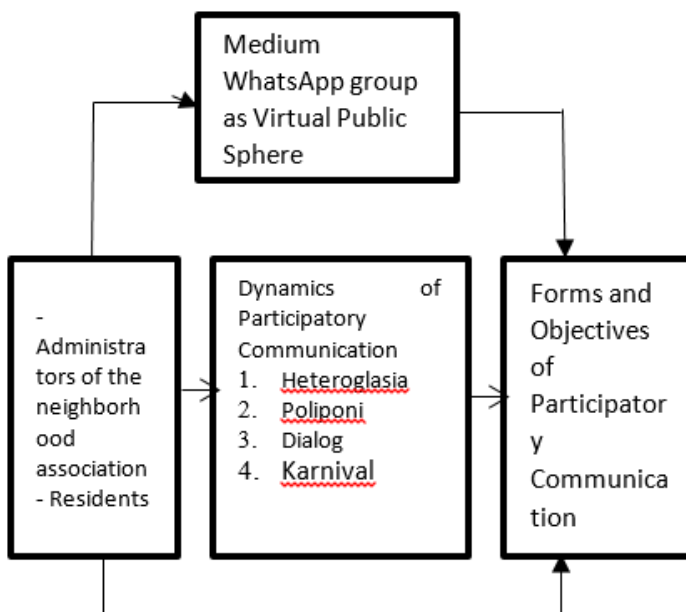 Medium
WhatsApp group
as Virtual Public
Sphere
-
Administra
tors of the
neighborh
ood
association
- Residents
Dynamics of
Participatory
Communication
1. Heteroglasia
2. Poliponi
3. Dialog
4. Karnival
Forms and
Objectives
of
Participator
y
Communica
tion